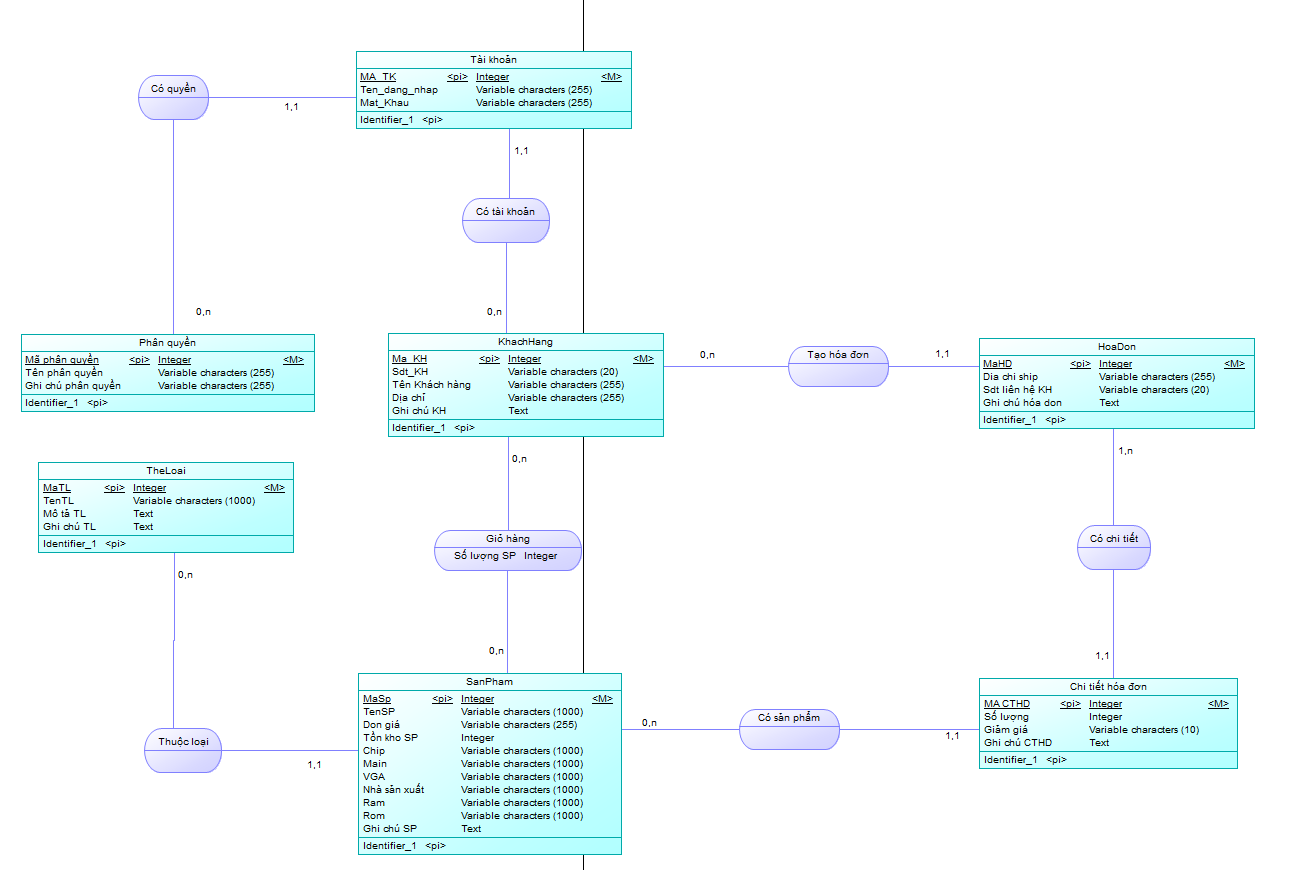 Tài khoản
MA_TK <pi> Integer <M>
Ten_dang_nhap Variable characters (255)
Mat_Khau Variable characters (255)
Identifier_1 <pi>
Có quyền
1,1
1,1
Có tài khoản
0,n
0,n
Phân quyền
Mã phân quyền <pi> Integer <M>
Tên phân quyền Variable characters (255)
Ghi chú phân quyền Variable characters (255)
Identifier_1 <pi>
KhachHang
Ma_KH <pi> Integer <M>
Sdt_KH Variable characters (20)
Tên Khách hàng Variable characters (255)
Dịa chỉ Variable characters (255)
Ghi chú KH Text
Identifier_1 <pi>
0,n
Tạo hóa đơn
1,1
HoaDon
MaHD <pi> Integer <M>
Dia chi ship Variable characters (255)
Sdt liên hệ KH Variable characters (20)
Ghi chú hóa don Text
Identifier_1 <pi>
TheLoai
MaTL <pi> Integer <M>
TenTL Variable characters (1000)
Mô tả TL Text
Ghi chú TL Text
Identifier_1 <pi>
0,n
0,n
Giỏ hàng
Số lượng SP Integer
0,n
1,n
Có chi tiết
1,1
Thuộc loại
1,1
SanPham
MaSp <pi> Integer <M>
TenSP Variable characters (1000)
Don giá Variable characters (255)
Tồn kho SP Integer
Chip Variable characters (1000)
Main Variable characters (1000)
VGA Variable characters (1000)
Nhà sản xuất Variable characters (1000)
Ram Variable characters (1000)
Rom Variable characters (1000)
Ghi chú SP Text
Identifier_1 <pi>
0,n
Có sản phẩm
1,1
Chi tiết hóa đơn
MA CTHD <pi> Integer <M>
Số lượng Integer
Giảm giá Variable characters (10)
Ghi chú CTHD Text
Identifier_1 <pi>